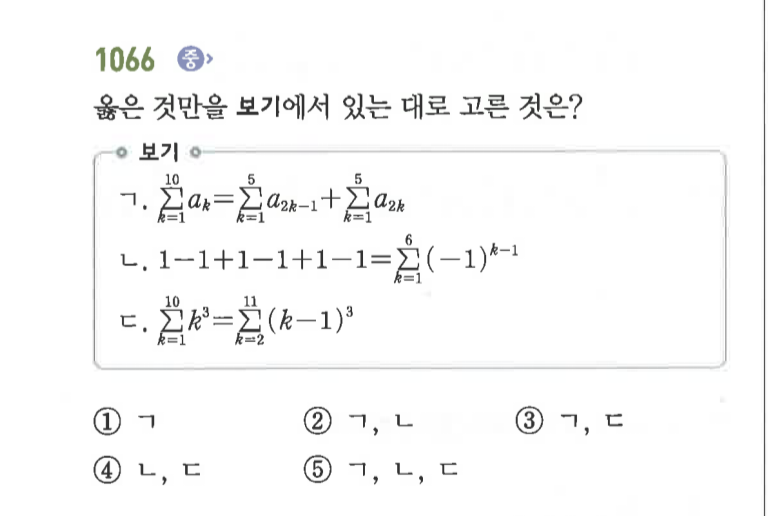 1066 중
옳은 것만을 보기에서 있는 대로 고른 것은?
보기
ㄱ. $\sum_{k=1}^{10} a_k = \sum_{k=1}^{5} a_{2k-1} + \sum_{k=1}^{5} a_{2k}$
ㄴ. $1-1+1-1+1-1 = \sum_{k=1}^{6} (-1)^{k-1}$
ㄷ. $\sum_{k=1}^{10} k^3 = \sum_{k=2}^{11} (k-1)^3$
① ㄱ ② ㄱ, ㄴ ③ ㄱ, ㄷ
④ ㄴ, ㄷ ⑤ ㄱ, ㄴ, ㄷ